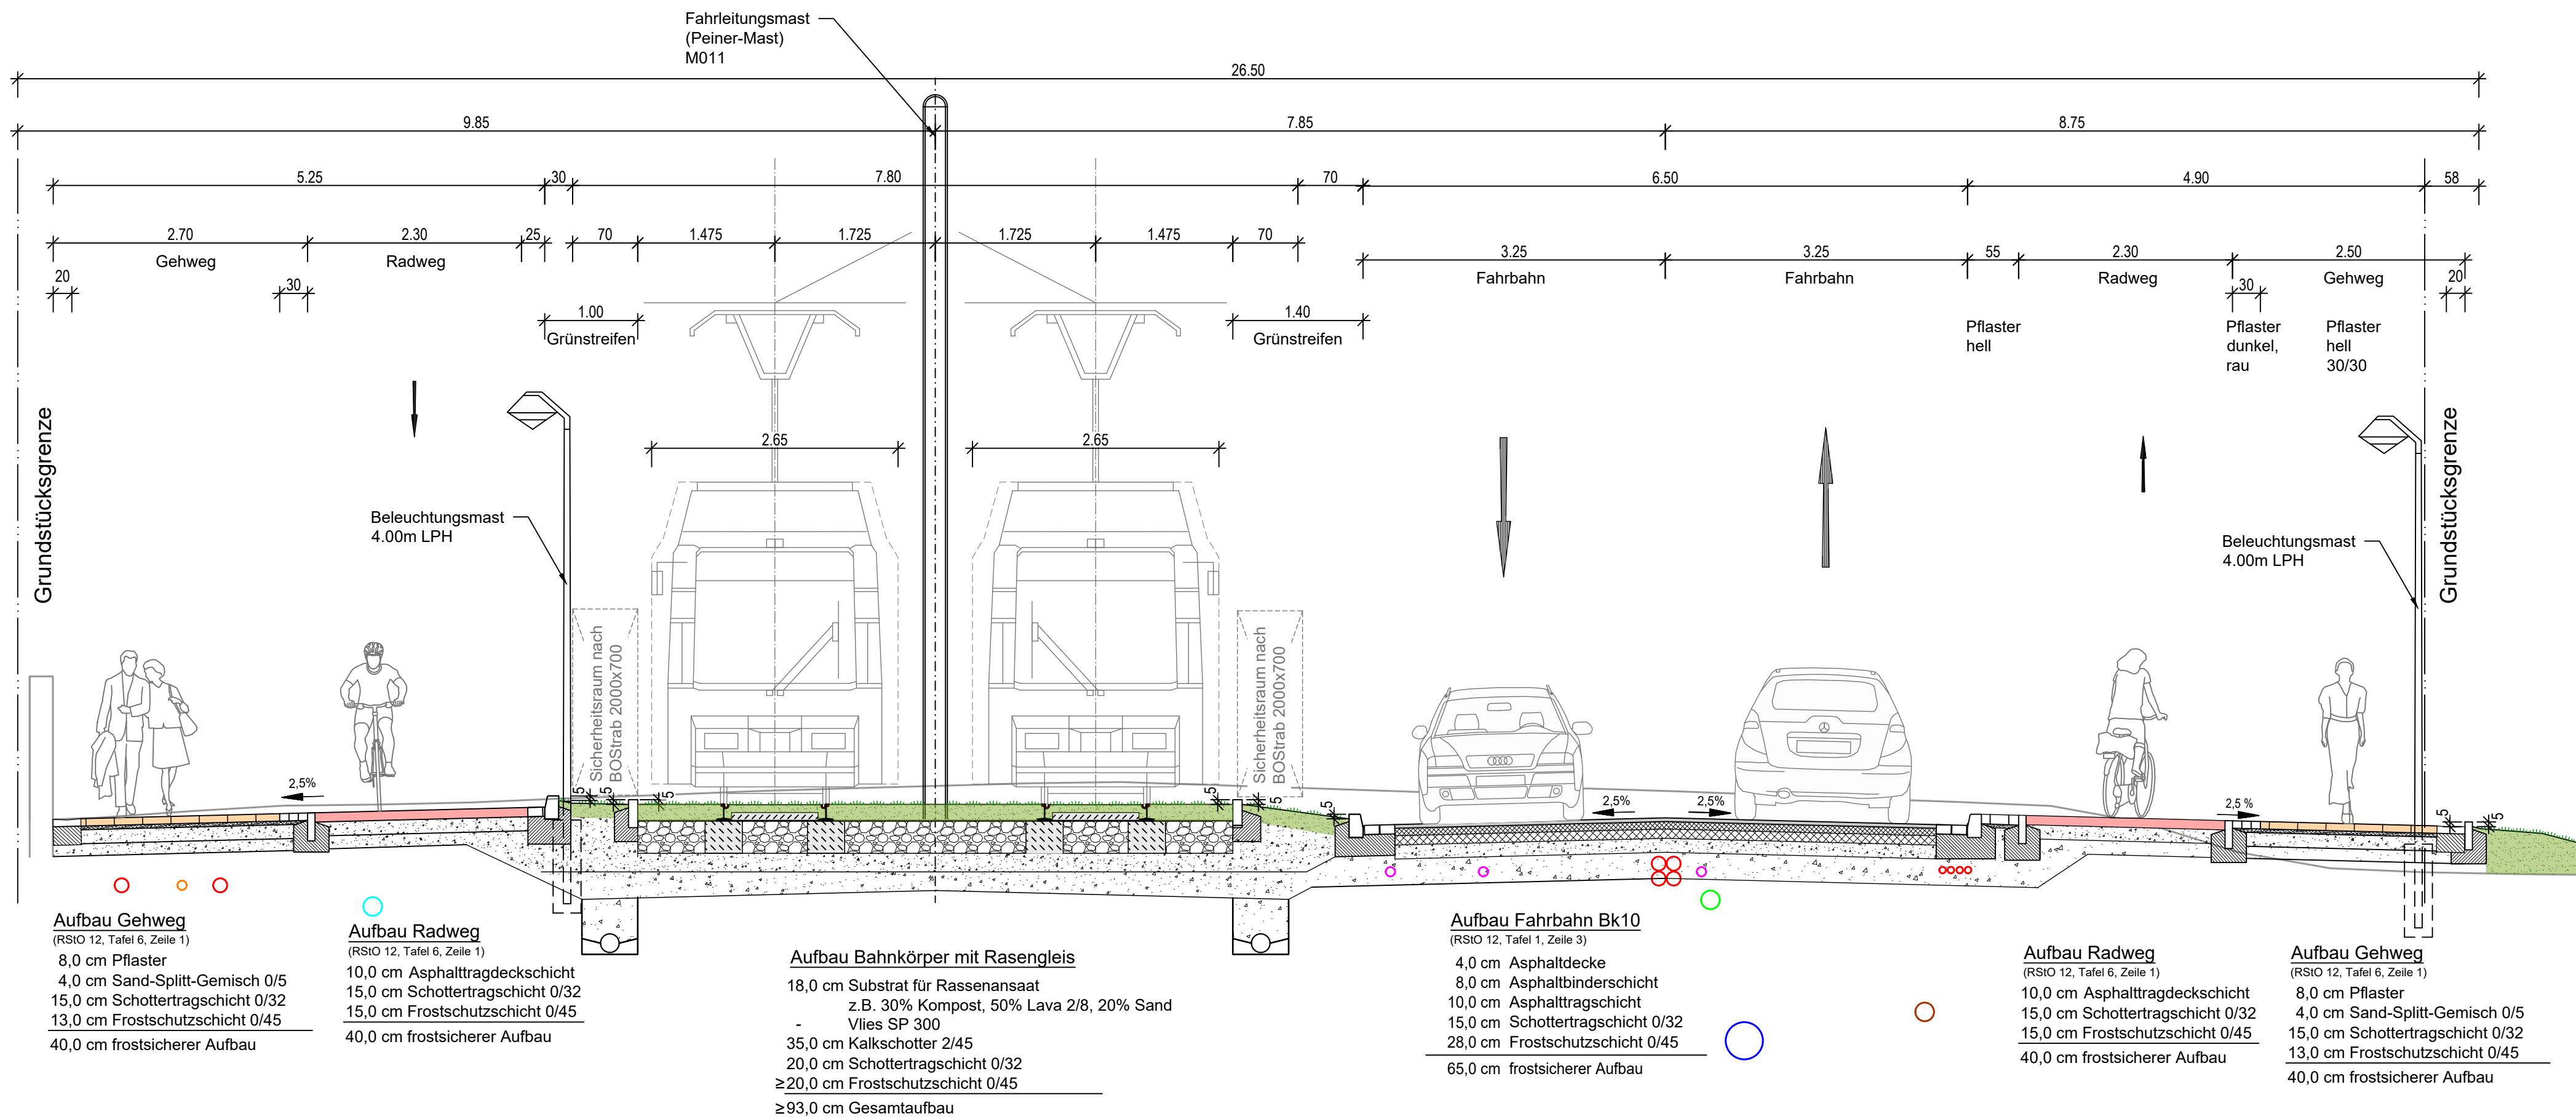 Fahrleitungsmast
(Peiner-Mast)
M011
26.50
9.85
7.85
8.75
5.25
30
7.80
70
6.50
4.90
58
2.70
2.30
25
70
1.475
1.725
1.725
1.475
70
3.25
3.25
55
2.30
2.50
Gehweg
Radweg
Fahrbahn
Fahrbahn
Radweg
Gehweg
20
30
30
20
1.00
1.40
Grünstreifen
Grünstreifen
Pflaster
hell
Pflaster
dunkel,
rau
Pflaster
hell
30/30
2.65
2.65
Grundstücksgrenze
Grundstücksgrenze
Beleuchtungsmast
4.00m LPH
Beleuchtungsmast
4.00m LPH
Sicherheitsraum nach
BOStrab 2000x700
Sicherheitsraum nach
BOStrab 2000x700
2,5%
5
5
5
5
5
5
2,5%
2,5%
2,5 %
5
5
Aufbau Gehweg
(RStO 12, Tafel 6, Zeile 1)
8,0 cm Pflaster
4,0 cm Sand-Splitt-Gemisch 0/5
15,0 cm Schottertragschicht 0/32
13,0 cm Frostschutzschicht 0/45
40,0 cm frostsicherer Aufbau
Aufbau Radweg
(RStO 12, Tafel 6, Zeile 1)
10,0 cm Asphalttragdeckschicht
15,0 cm Schottertragschicht 0/32
15,0 cm Frostschutzschicht 0/45
40,0 cm frostsicherer Aufbau
Aufbau Bahnkörper mit Rasengleis
18,0 cm Substrat für Rassenansaat
z.B. 30% Kompost, 50% Lava 2/8, 20% Sand
- Vlies SP 300
35,0 cm Kalkschotter 2/45
20,0 cm Schottertragschicht 0/32
≥20,0 cm Frostschutzschicht 0/45
≥93,0 cm Gesamtaufbau
Aufbau Fahrbahn Bk10
(RStO 12, Tafel 1, Zeile 3)
4,0 cm Asphaltdecke
8,0 cm Asphaltbinderschicht
10,0 cm Asphalttragschicht
15,0 cm Schottertragschicht 0/32
28,0 cm Frostschutzschicht 0/45
65,0 cm frostsicherer Aufbau
Aufbau Radweg
(RStO 12, Tafel 6, Zeile 1)
10,0 cm Asphalttragdeckschicht
15,0 cm Schottertragschicht 0/32
15,0 cm Frostschutzschicht 0/45
40,0 cm frostsicherer Aufbau
Aufbau Gehweg
(RStO 12, Tafel 6, Zeile 1)
8,0 cm Pflaster
4,0 cm Sand-Splitt-Gemisch 0/5
15,0 cm Schottertragschicht 0/32
13,0 cm Frostschutzschicht 0/45
40,0 cm frostsicherer Aufbau